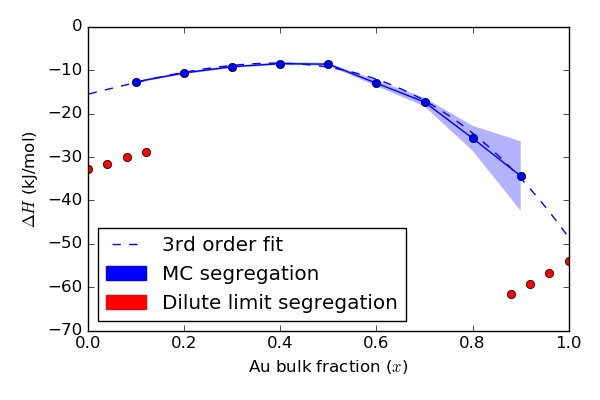 0
−10
−20
−30
−40
−50
−60
−70
ΔH (kJ/mol)
3rd order fit
MC segregation
Dilute limit segregation
0.0 0.2 0.4 0.6 0.8 1.0
Au bulk fraction (x)